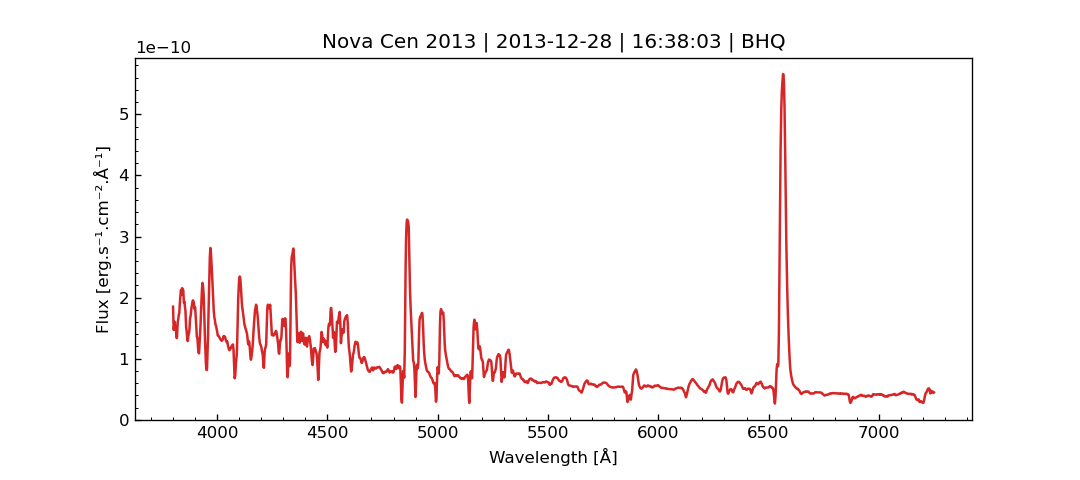 Nova Cen 2013 | 2013-12-28 | 16:38:03 | BHQ
1e−10
5
4
3
2
1
0
Flux [erg.s⁻¹.cm⁻².Å⁻¹]
4000 4500 5000 5500 6000 6500 7000
Wavelength [Å]